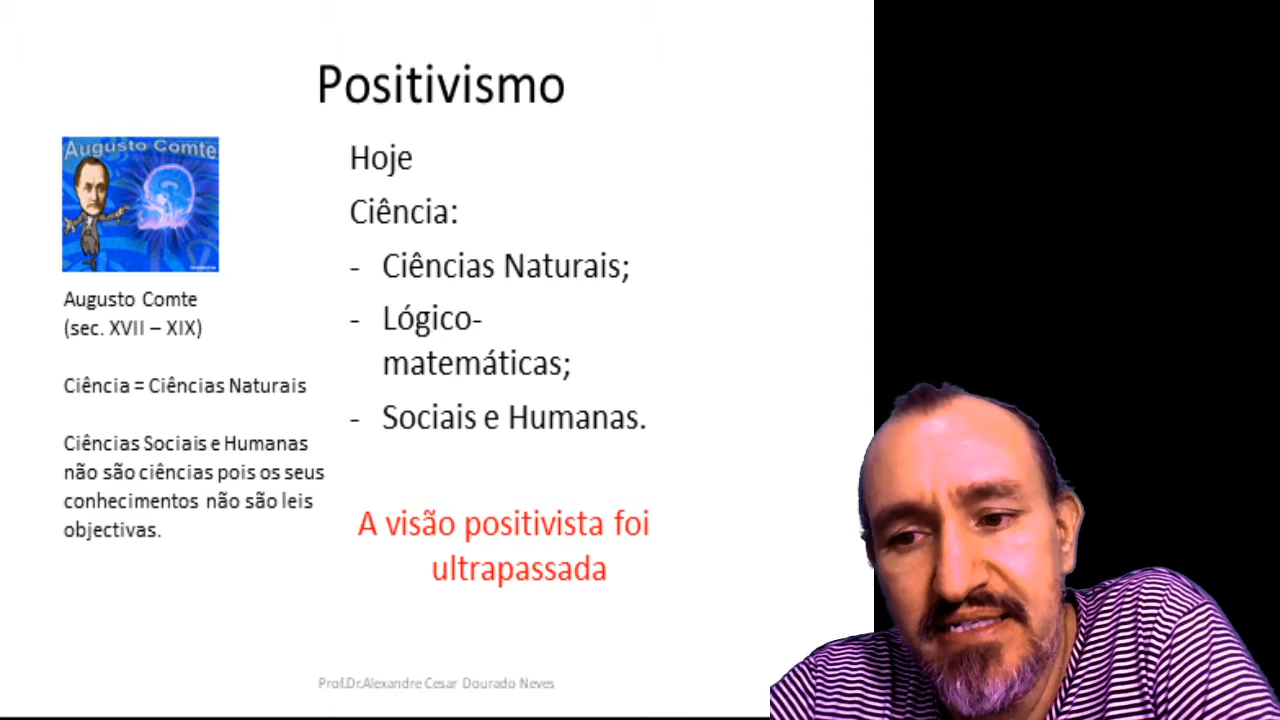 Positivismo
Augusto Comte
Augusto Comte
(sec. XVII – XIX)
Ciência = Ciências Naturais
Ciências Sociais e Humanas
não são ciências pois os seus
conhecimentos não são leis
objectivas.
Hoje
Ciência:
- Ciências Naturais;
- Lógico-
matemáticas;
- Sociais e Humanas.
A visão positivista foi
ultrapassada
Prof.Dr.Alexandre Cesar Dourado Neves